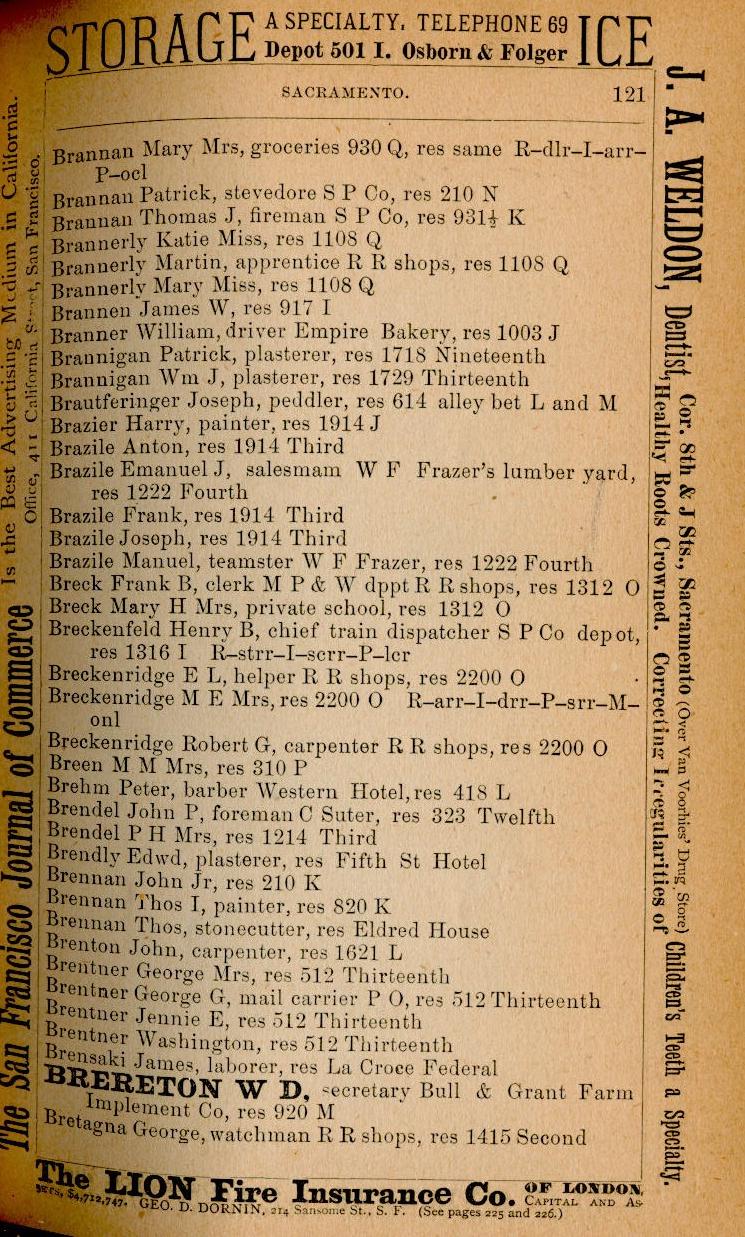 STORAGE A SPECIALTY. TELEPHONE 69 ICE
Depot 501 I. Osborn & Folger
SACRAMENTO. 121
Brannan Mary Mrs, groceries 930 Q, res same R–dlr–I–arr–
P–ocl
Brannan Patrick, stevedore S P Co, res 210 N
Brannan Thomas J, fireman S P Co, res 931½ K
Brannerly Katie Miss, res 1108 Q
Brannerly Martin, apprentice R R shops, res 1108 Q
Brannerly Mary Miss, res 1108 Q
Brannen James W, res 917 I
Branner William, driver Empire Bakery, res 1003 J
Brannigan Patrick, plasterer, res 1718 Nineteenth
Brannigan Wm J, plasterer, res 1729 Thirteenth
Brautferinger Joseph, peddler, res 614 alley bet L and M
Brazier Harry, painter, res 1914 J
Brazile Anton, res 1914 Third
Brazile Emanuel J, salesmam W F Frazer's lumber yard,
res 1222 Fourth
Brazile Frank, res 1914 Third
Brazile Joseph, res 1914 Third
Brazile Manuel, teamster W F Frazer, res 1222 Fourth
Breck Frank B, clerk M P & W dppt R R shops, res 1312 O
Breck Mary H Mrs, private school, res 1312 O
Breckenfeld Henry B, chief train dispatcher S P Co depot,
res 1316 I R–strr–I–scrr–P–lcr
Breckenridge E L, helper R R shops, res 2200 O
Breckenridge M E Mrs, res 2200 O R–arr–I–drr–P–srr–M–
onl
Breckenridge Robert G, carpenter R R shops, res 2200 O
Breen M M Mrs, res 310 P
Brehm Peter, barber Western Hotel, res 418 L
Brendel John P, foreman C Suter, res 323 Twelfth
Brendel P H Mrs, res 1214 Third
Brendly Edwd, plasterer, res Fifth St Hotel
Brennan John Jr, res 210 K
Brennan Thos I, painter, res 820 K
Brennan Thos, stonecutter, res Eldred House
Brenton John, carpenter, res 1621 L
Brentner George Mrs, res 512 Thirteenth
Brentner George G, mail carrier P O, res 512 Thirteenth
Brentner Jennie E, res 512 Thirteenth
Brentner Washington, res 512 Thirteenth
Brensaki James, laborer, res La Croce Federal
BRERETON W D, secretary Bull & Grant Farm
Implement Co, res 920 M
Bretagna George, watchman R R shops, res 1415 Second
The LION Fire Insurance Co. OF LONDON,
CAPITAL AND AS-
SETS, $4,712,747. GEO. D. DORNIN, 214 Sansome St., S. F. (See pages 225 and 226.)
The San Francisco Journal of Commerce Is the Best Advertising Medium in California.
Office, 411 California Street, San Francisco.
J. A. WELDON, Dentist, Cor. 8th & J Sts., Sacramento (Over Van Voorhies' Drug Store)
Healthy Roots Crowned. Correcting Irregularities of Children's Teeth a Specialty.